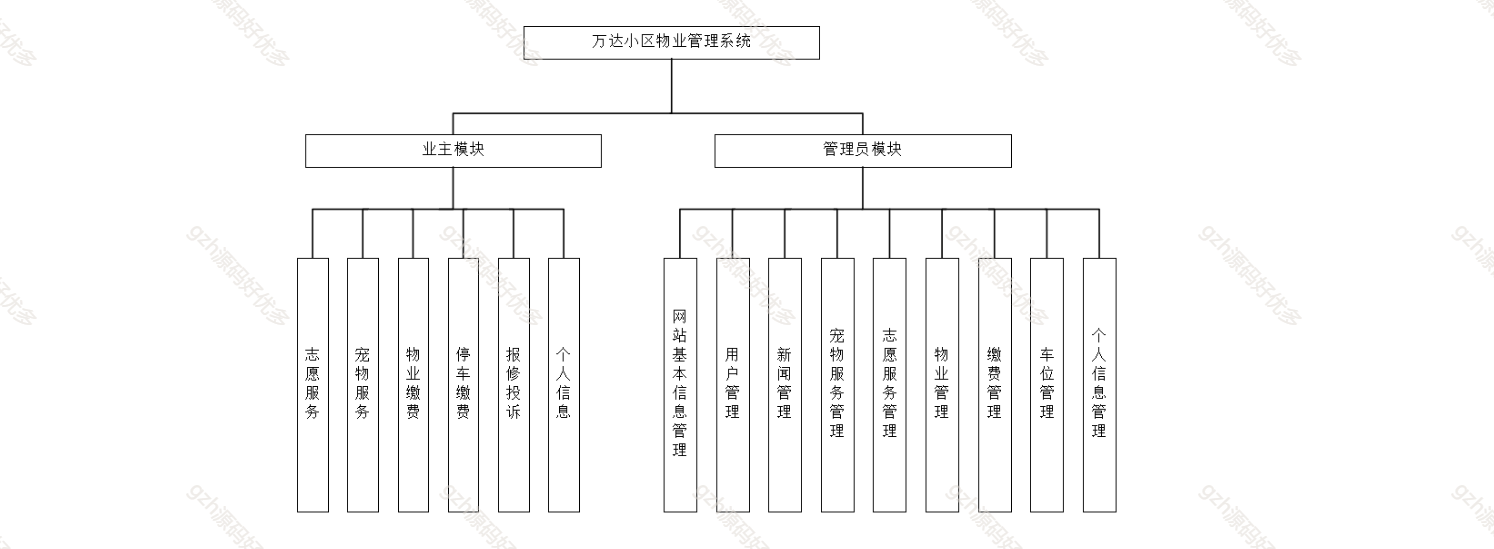 万达小区物业管理系统
业主模块
管理员模块
志愿服务
宠物服务
物业缴费
停车缴费
报修投诉
个人信息
网站基本信息管理
用户管理
新闻管理
宠物服务管理
志愿服务管理
物业管理
缴费管理
车位管理
个人信息管理
gzh源码好优多